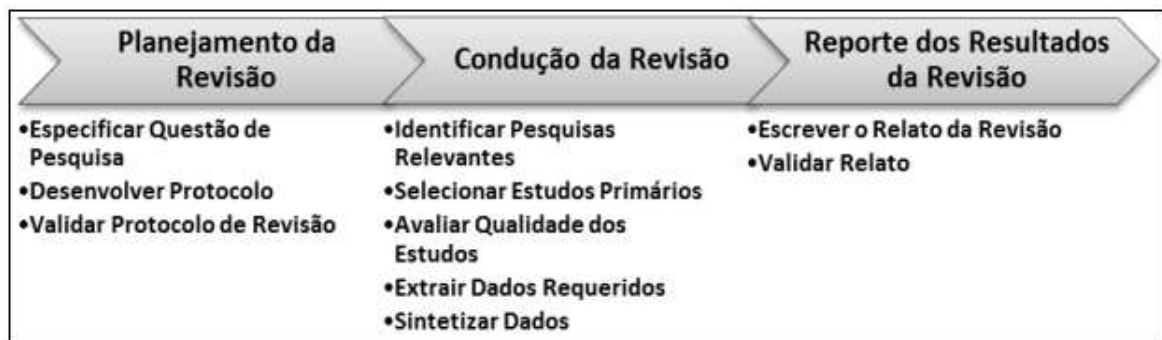 Planejamento da
Revisão
Condução da Revisão
Reporte dos Resultados
da Revisão
•Especificar Questão de
Pesquisa
•Desenvolver Protocolo
•Validar Protocolo de Revisão
•Identificar Pesquisas
Relevantes
•Selecionar Estudos Primários
•Avaliar Qualidade dos
Estudos
•Extrair Dados Requeridos
•Sintetizar Dados
•Escrever o Relato da Revisão
•Validar Relato